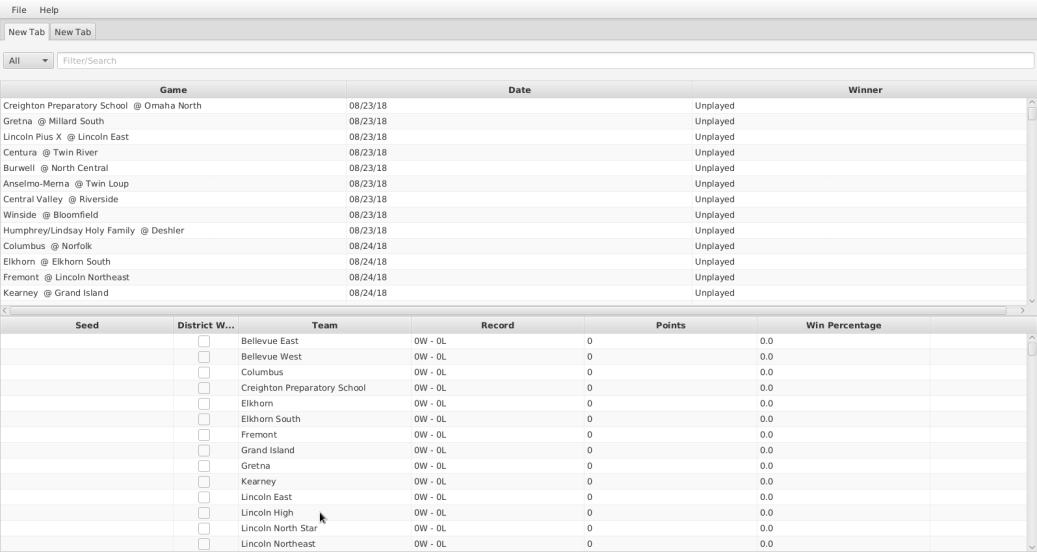 File Help
New Tab New Tab
All Filter/Search
Game Date Winner
Creighton Preparatory School @ Omaha North 08/23/18 Unplayed
Gretna @ Millard South 08/23/18 Unplayed
Lincoln Pius X @ Lincoln East 08/23/18 Unplayed
Centura @ Twin River 08/23/18 Unplayed
Burwell @ North Central 08/23/18 Unplayed
Anselmo-Merna @ Twin Loup 08/23/18 Unplayed
Central Valley @ Riverside 08/23/18 Unplayed
Winside @ Bloomfield 08/23/18 Unplayed
Humphrey/Lindsay Holy Family @ Deshler 08/23/18 Unplayed
Columbus @ Norfolk 08/24/18 Unplayed
Elkhorn @ Elkhorn South 08/24/18 Unplayed
Fremont @ Lincoln Northeast 08/24/18 Unplayed
Kearney @ Grand Island 08/24/18 Unplayed
Seed District W... Team Record Points Win Percentage
Bellevue East 0W - 0L 0 0.0
Bellevue West 0W - 0L 0 0.0
Columbus 0W - 0L 0 0.0
Creighton Preparatory School 0W - 0L 0 0.0
Elkhorn 0W - 0L 0 0.0
Elkhorn South 0W - 0L 0 0.0
Fremont 0W - 0L 0 0.0
Grand Island 0W - 0L 0 0.0
Gretna 0W - 0L 0 0.0
Kearney 0W - 0L 0 0.0
Lincoln East 0W - 0L 0 0.0
Lincoln High 0W - 0L 0 0.0
Lincoln North Star 0W - 0L 0 0.0
Lincoln Northeast 0W - 0L 0 0.0